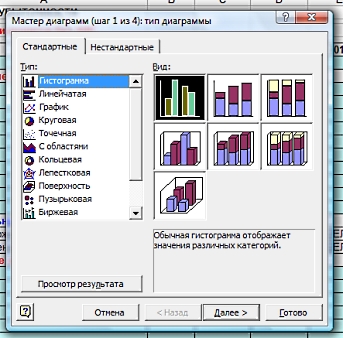 Мастер диаграмм (шаг 1 из 4): тип диаграммы
Стандартные
Нестандартные
Тип:
Гистограмма
Линейчатая
График
Круговая
Точечная
С областями
Кольцевая
Лепестковая
Поверхность
Пузырьковая
Биржевая
Вид:
Обычная гистограмма отображает
значения различных категорий.
Просмотр результата
Отмена
< Назад
Далее >
Готово